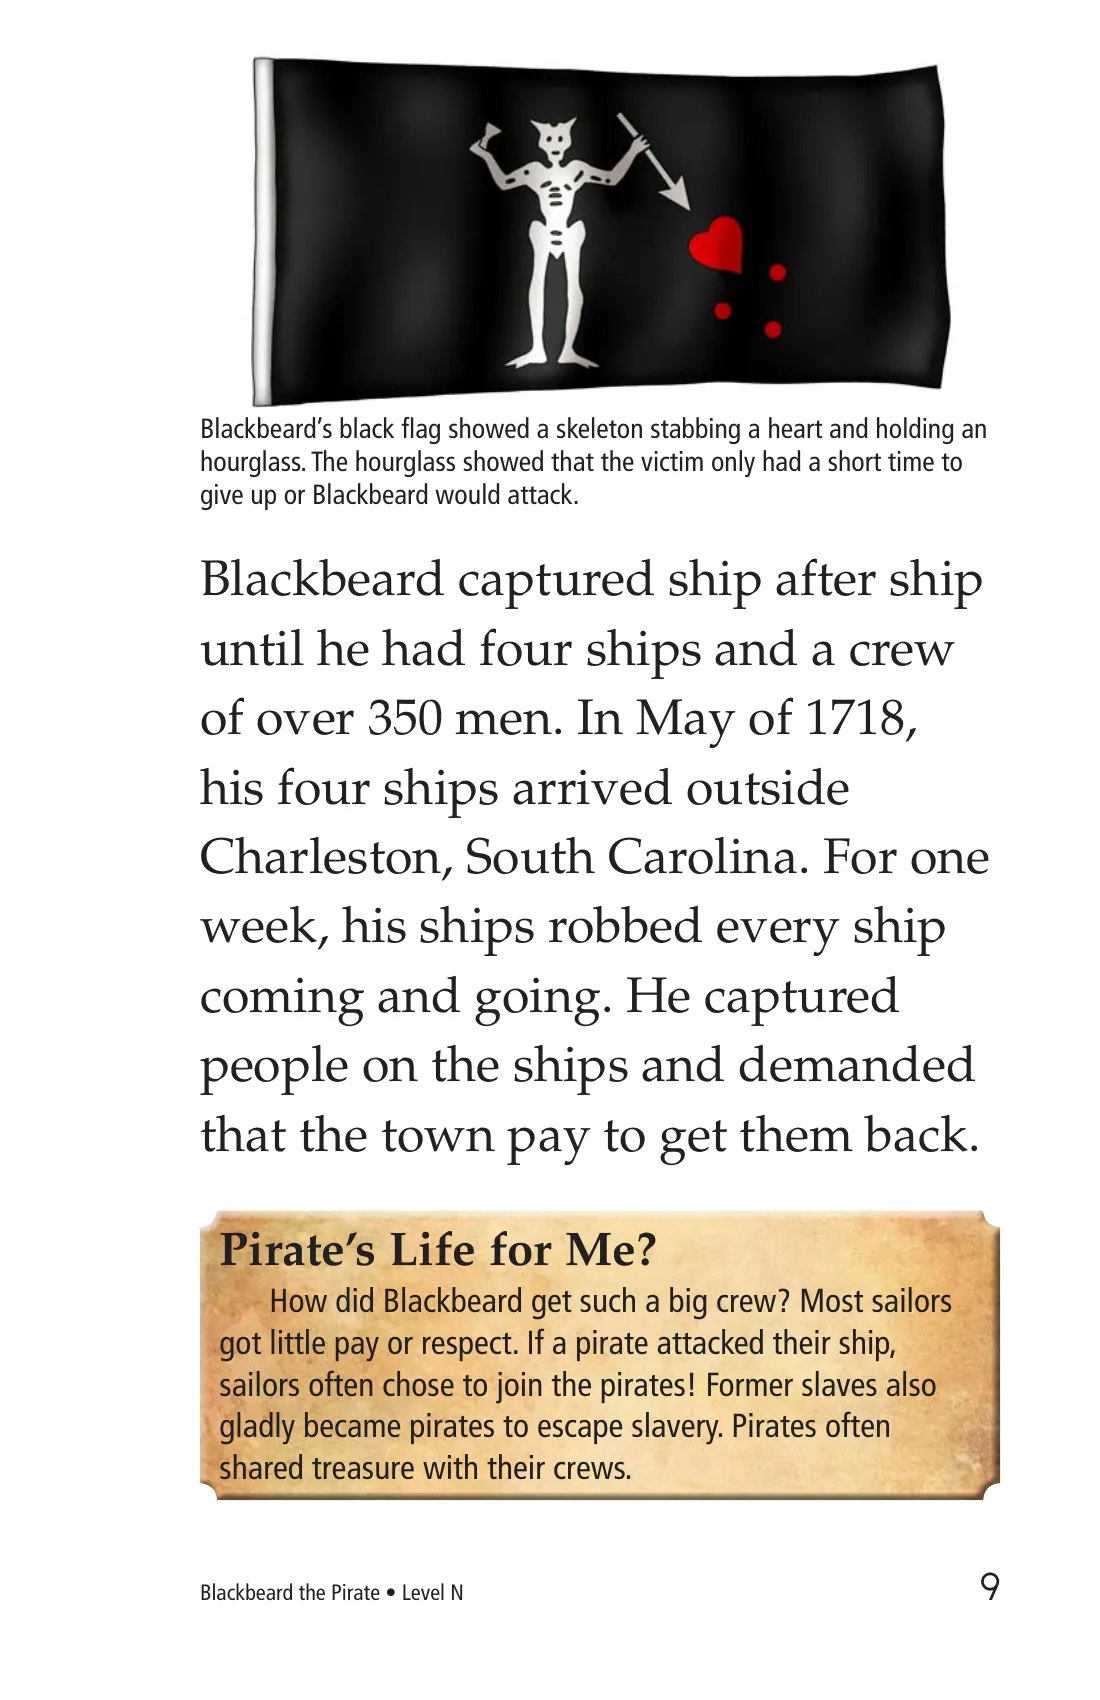 Blackbeard’s black flag showed a skeleton stabbing a heart and holding an
hourglass. The hourglass showed that the victim only had a short time to
give up or Blackbeard would attack.
Blackbeard captured ship after ship
until he had four ships and a crew
of over 350 men. In May of 1718,
his four ships arrived outside
Charleston, South Carolina. For one
week, his ships robbed every ship
coming and going. He captured
people on the ships and demanded
that the town pay to get them back.
Pirate’s Life for Me?
How did Blackbeard get such a big crew? Most sailors
got little pay or respect. If a pirate attacked their ship,
sailors often chose to join the pirates! Former slaves also
gladly became pirates to escape slavery. Pirates often
shared treasure with their crews.
Blackbeard the Pirate • Level N
9